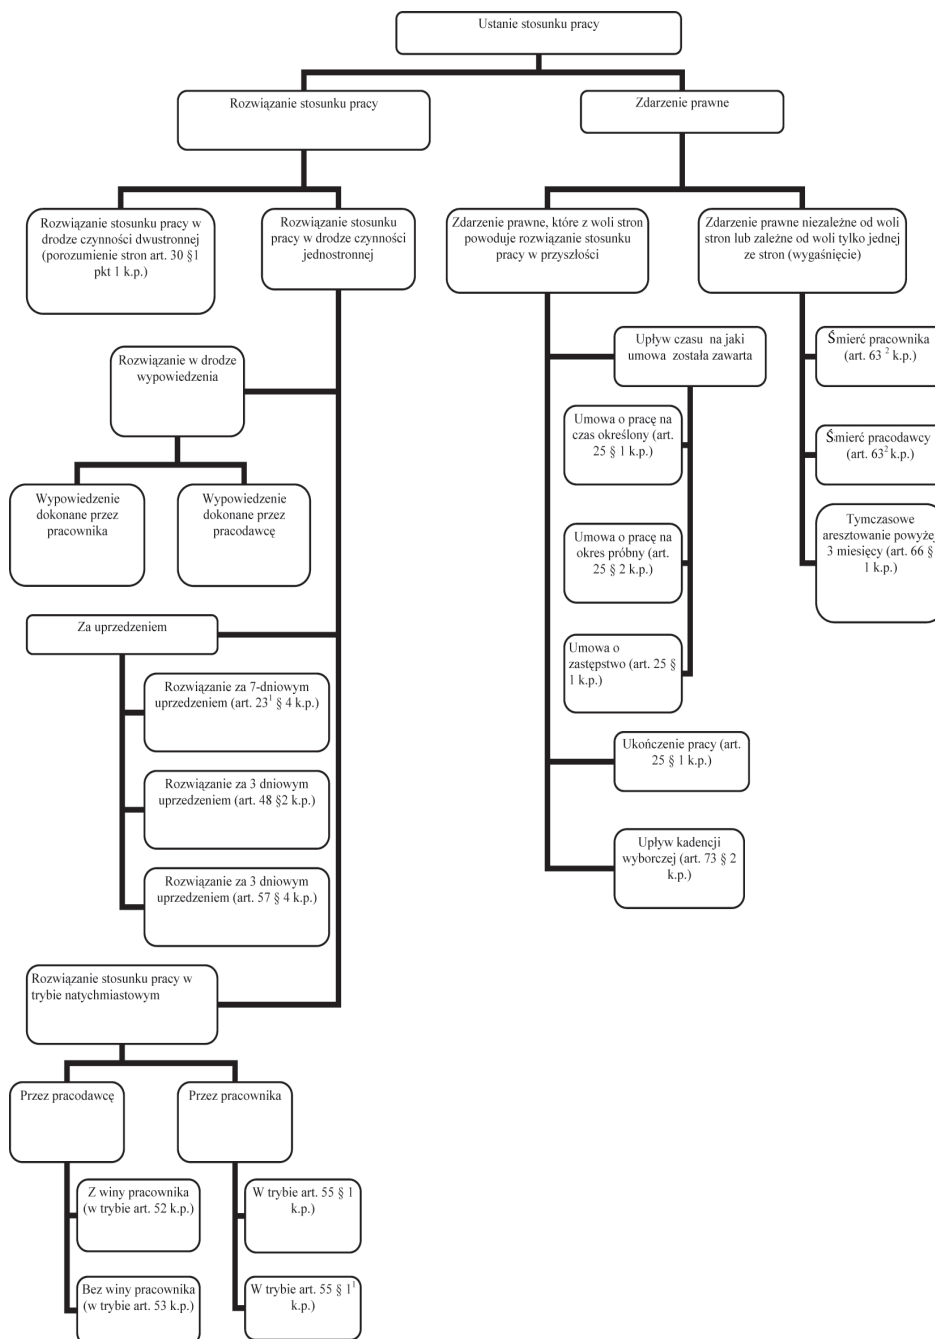 Ustanie stosunku pracy
Rozwiązanie stosunku pracy
Zdarzenie prawne
Rozwiązanie stosunku pracy w
drodze czynności dwustronnej
(porozumienie stron art. 30 §1
pkt 1 k.p.)
Rozwiązanie stosunku
pracy w drodze czynności
jednostronnej
Zdarzenie prawne, które z woli stron
powoduje rozwiązanie stosunku
pracy w przyszłości
Zdarzenie prawne niezależne od woli
stron lub zależne od woli tylko jednej
ze stron (wygaśnięcie)
Rozwiązanie w drodze
wypowiedzenia
Wypowiedzenie
dokonane przez
pracownika
Wypowiedzenie
dokonane przez
pracodawcę
Za uprzedzeniem
Rozwiązanie za 7-dniowym
uprzedzeniem (art. 23¹ § 4 k.p.)
Rozwiązanie za 3 dniowym
uprzedzeniem (art. 48 §2 k.p.)
Rozwiązanie za 3 dniowym
uprzedzeniem (art. 57 § 4 k.p.)
Rozwiązanie stosunku pracy w
trybie natychmiastowym
Przez pracodawcę
Przez pracownika
Z winy pracownika
(w trybie art. 52 k.p.)
Bez winy pracownika
(w trybie art. 53 k.p.)
W trybie art. 55 § 1
k.p.)
W trybie art. 55 § 1¹
k.p.)
Upływ czasu na jaki
umowa została zawarta
Umowa o pracę na
czas określony (art.
25 § 1 k.p.)
Umowa o pracę na
okres próbny (art.
25 § 2 k.p.)
Umowa o
zastępstwo (art. 25 §
1 k.p.)
Ukończenie pracy (art.
25 § 1 k.p.)
Upływ kadencji
wyborczej (art. 73 § 2
k.p.)
Śmierć pracownika
(art. 63 ² k.p.)
Śmierć pracodawcy
(art. 63² k.p.)
Tymczasowe
aresztowanie powyżej
3 miesięcy (art. 66 §
1 k.p.)